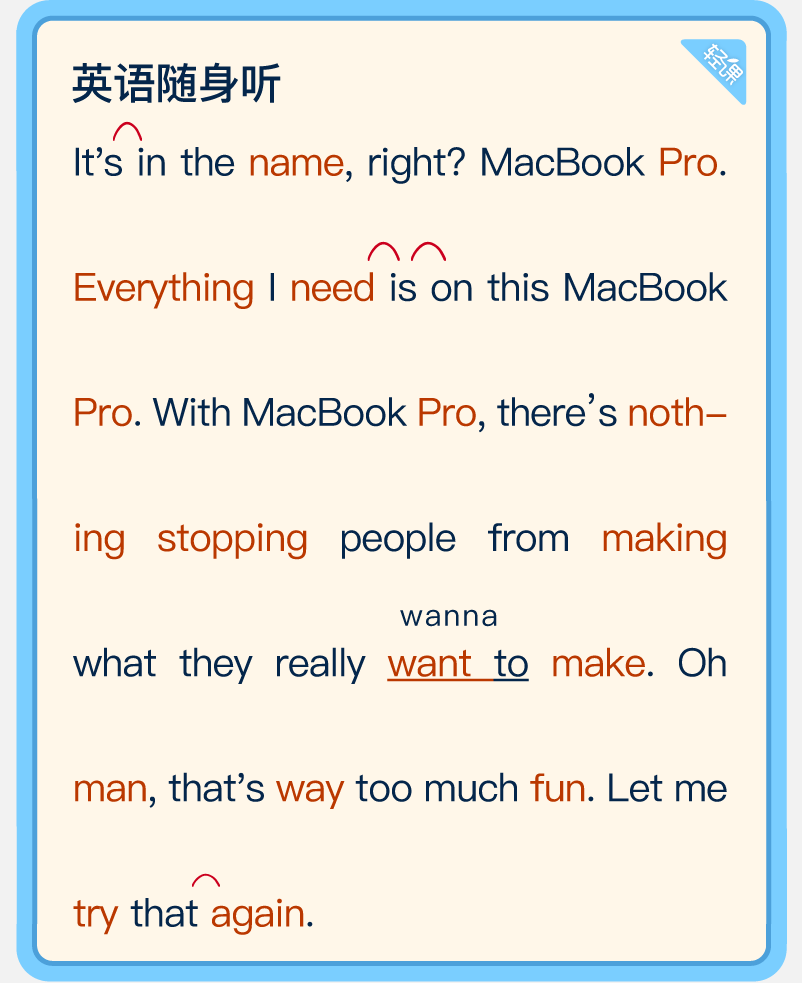 轻课
英语随身听
It's in the name, right? MacBook Pro.
Everything I need is on this MacBook
Pro. With MacBook Pro, there's noth–
ing stopping people from making
wanna
what they really want to make. Oh
man, that's way too much fun. Let me
try that again.